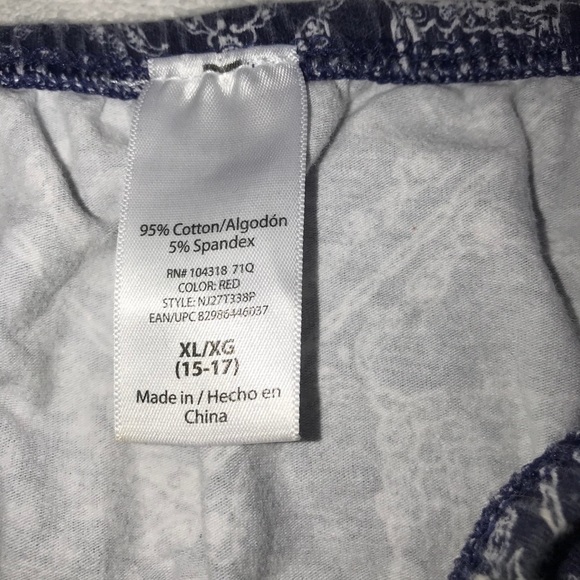 95% Cotton/Algodón
5% Spandex
RN# 104318 71Q
COLOR: RED
STYLE: NJ27T338P
EAN/UPC 82986446037
XL/XG
(15-17)
Made in / Hecho en
China